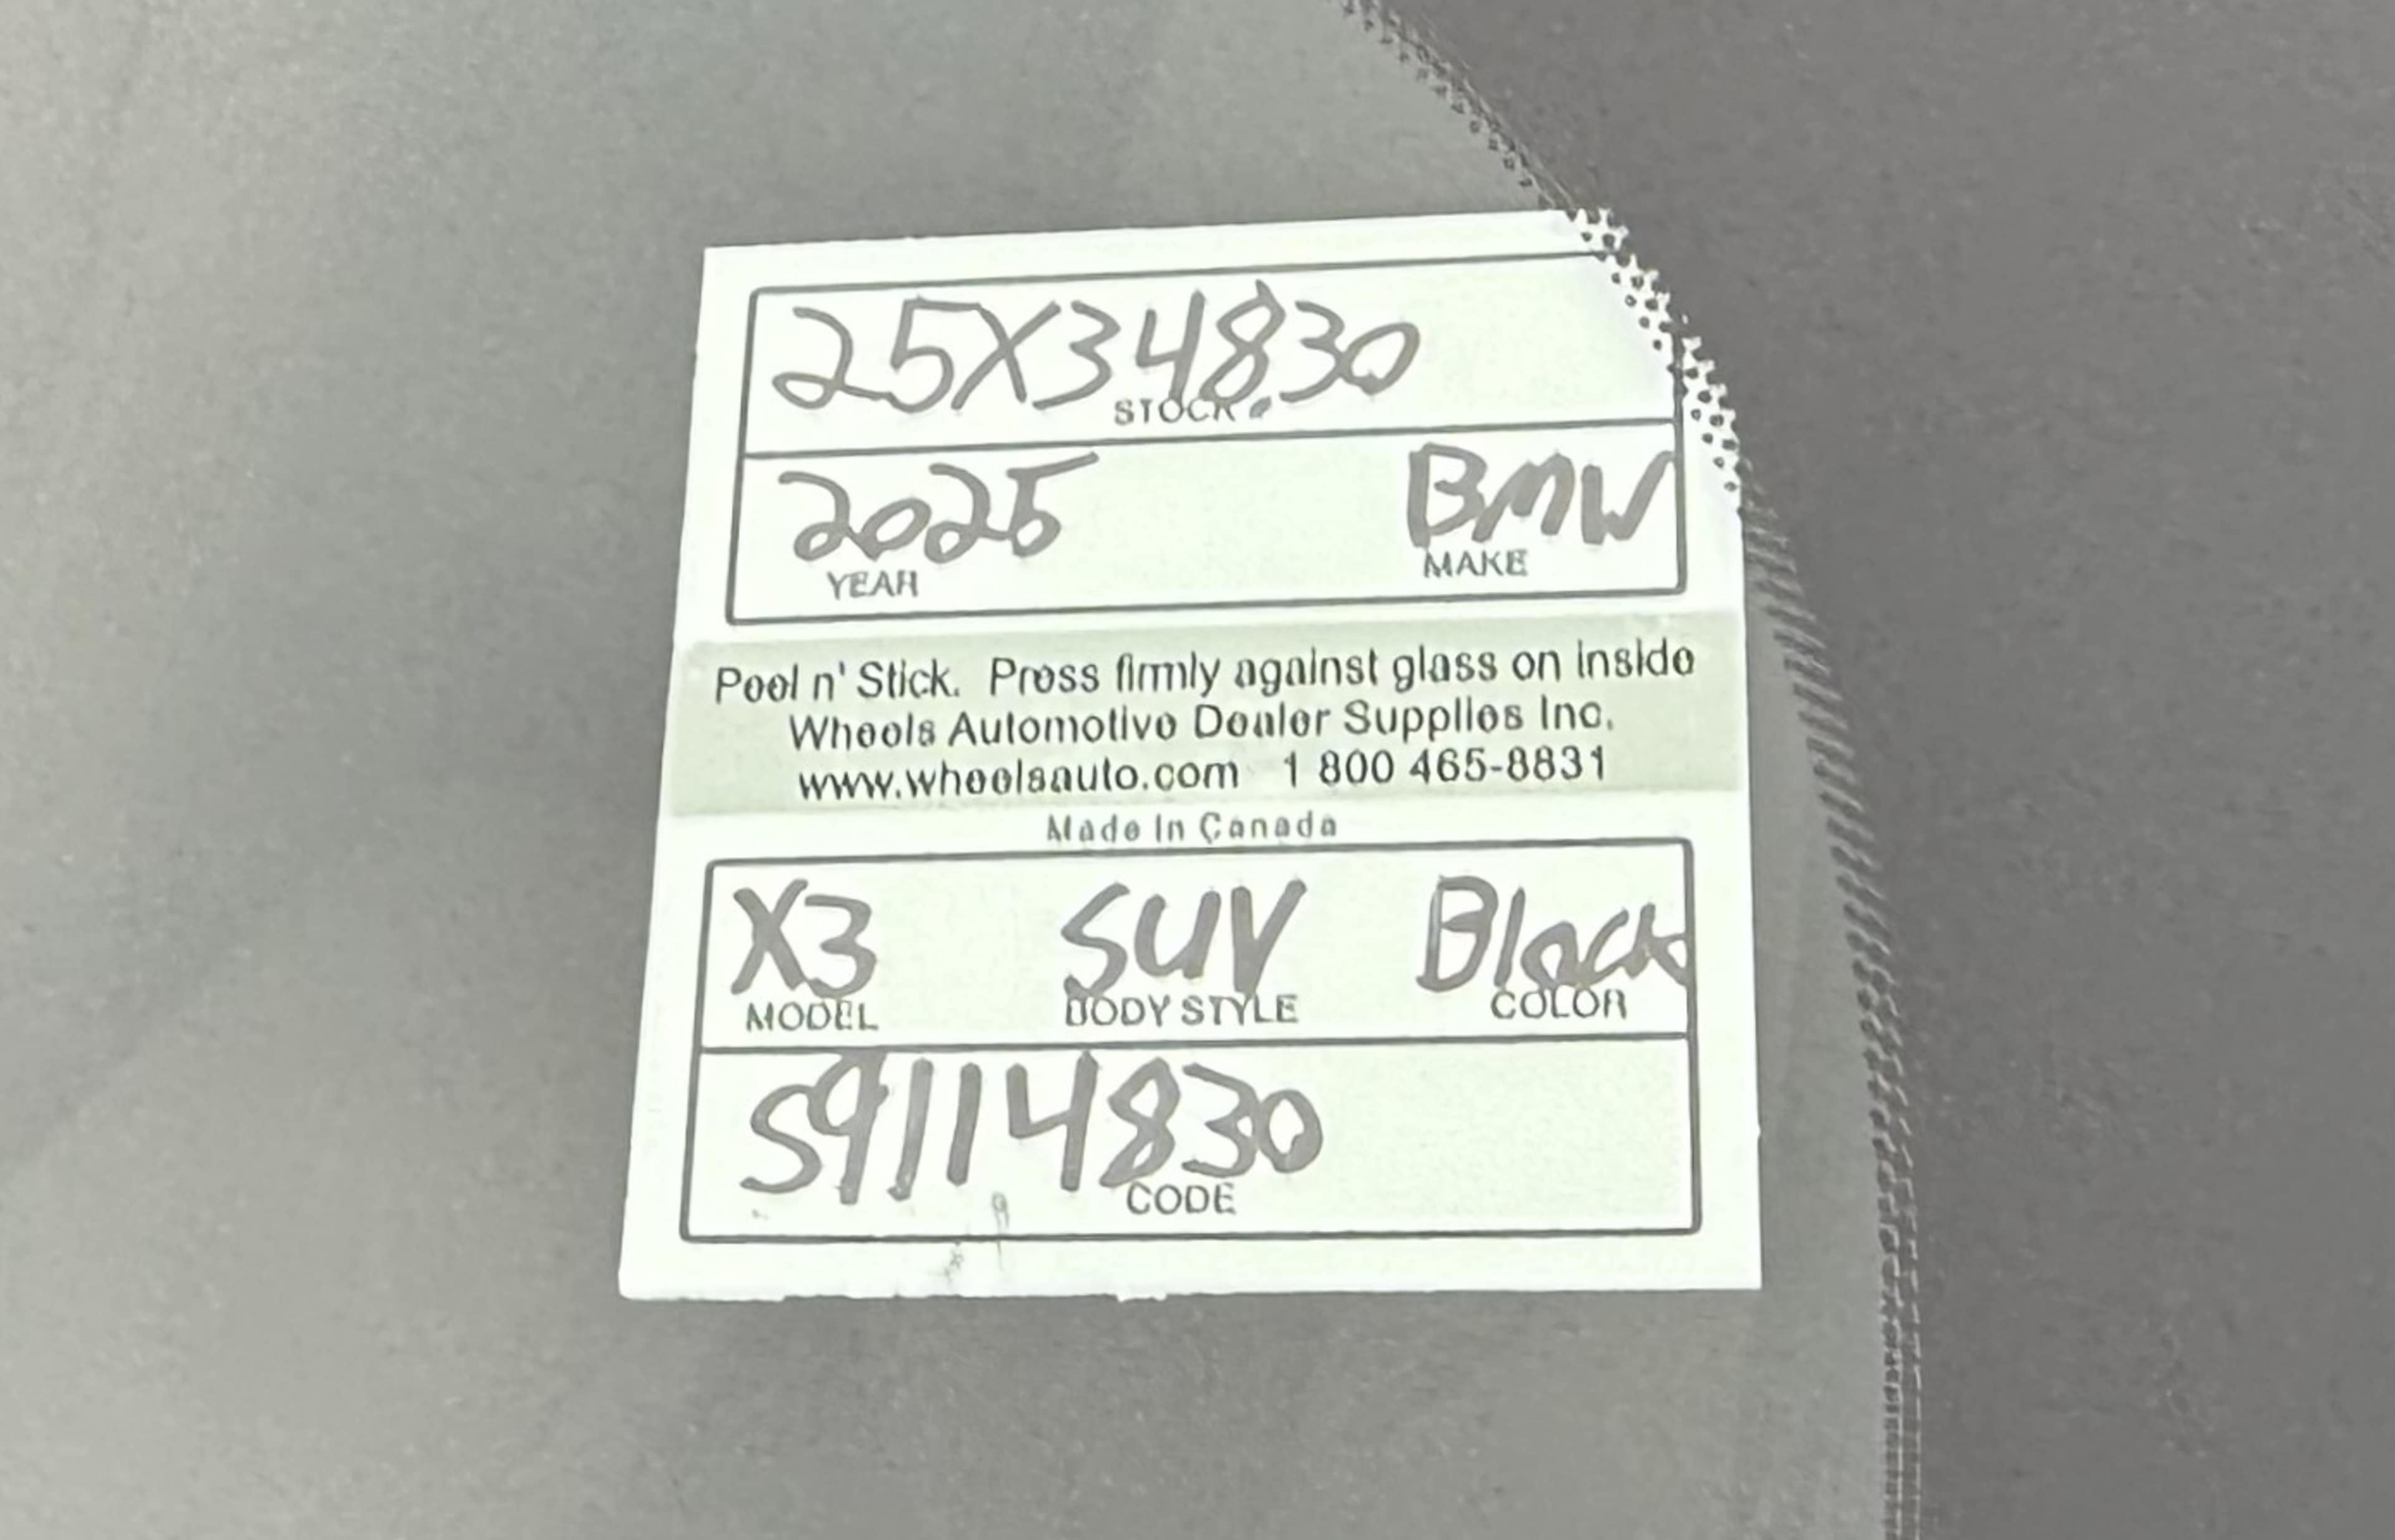 25X34830
STOCK #
2025 BMW
YEAR MAKE
Peel n' Stick. Press firmly against glass on inside
Wheels Automotive Dealer Supplies Inc.
www.wheelsauto.com 1 800 465-8831
Made In Canada
X3 SUV Black
MODEL BODY STYLE COLOR
S9114830
CODE